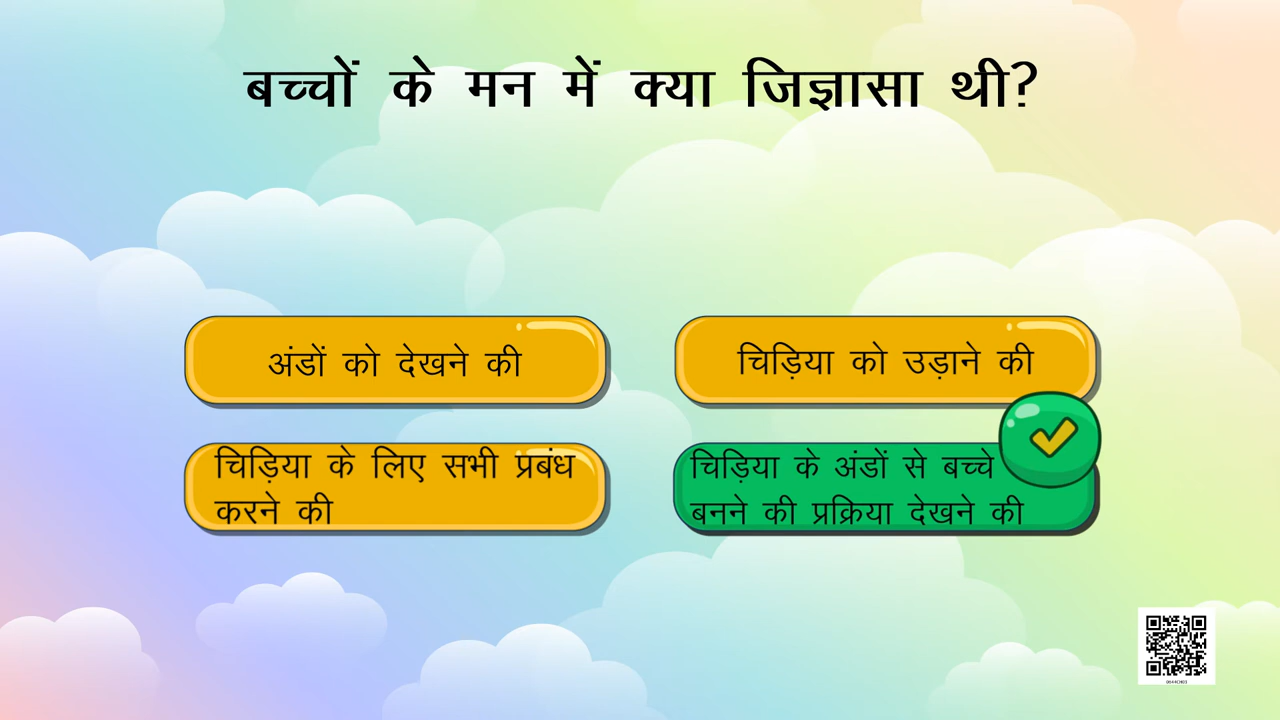 बच्चों के मन में क्या जिज्ञासा थी?
अंडों को देखने की
चिड़िया को उड़ाने की
चिड़िया के लिए सभी प्रबंध
करने की
चिड़िया के अंडों से बच्चे
बनने की प्रक्रिया देखने की